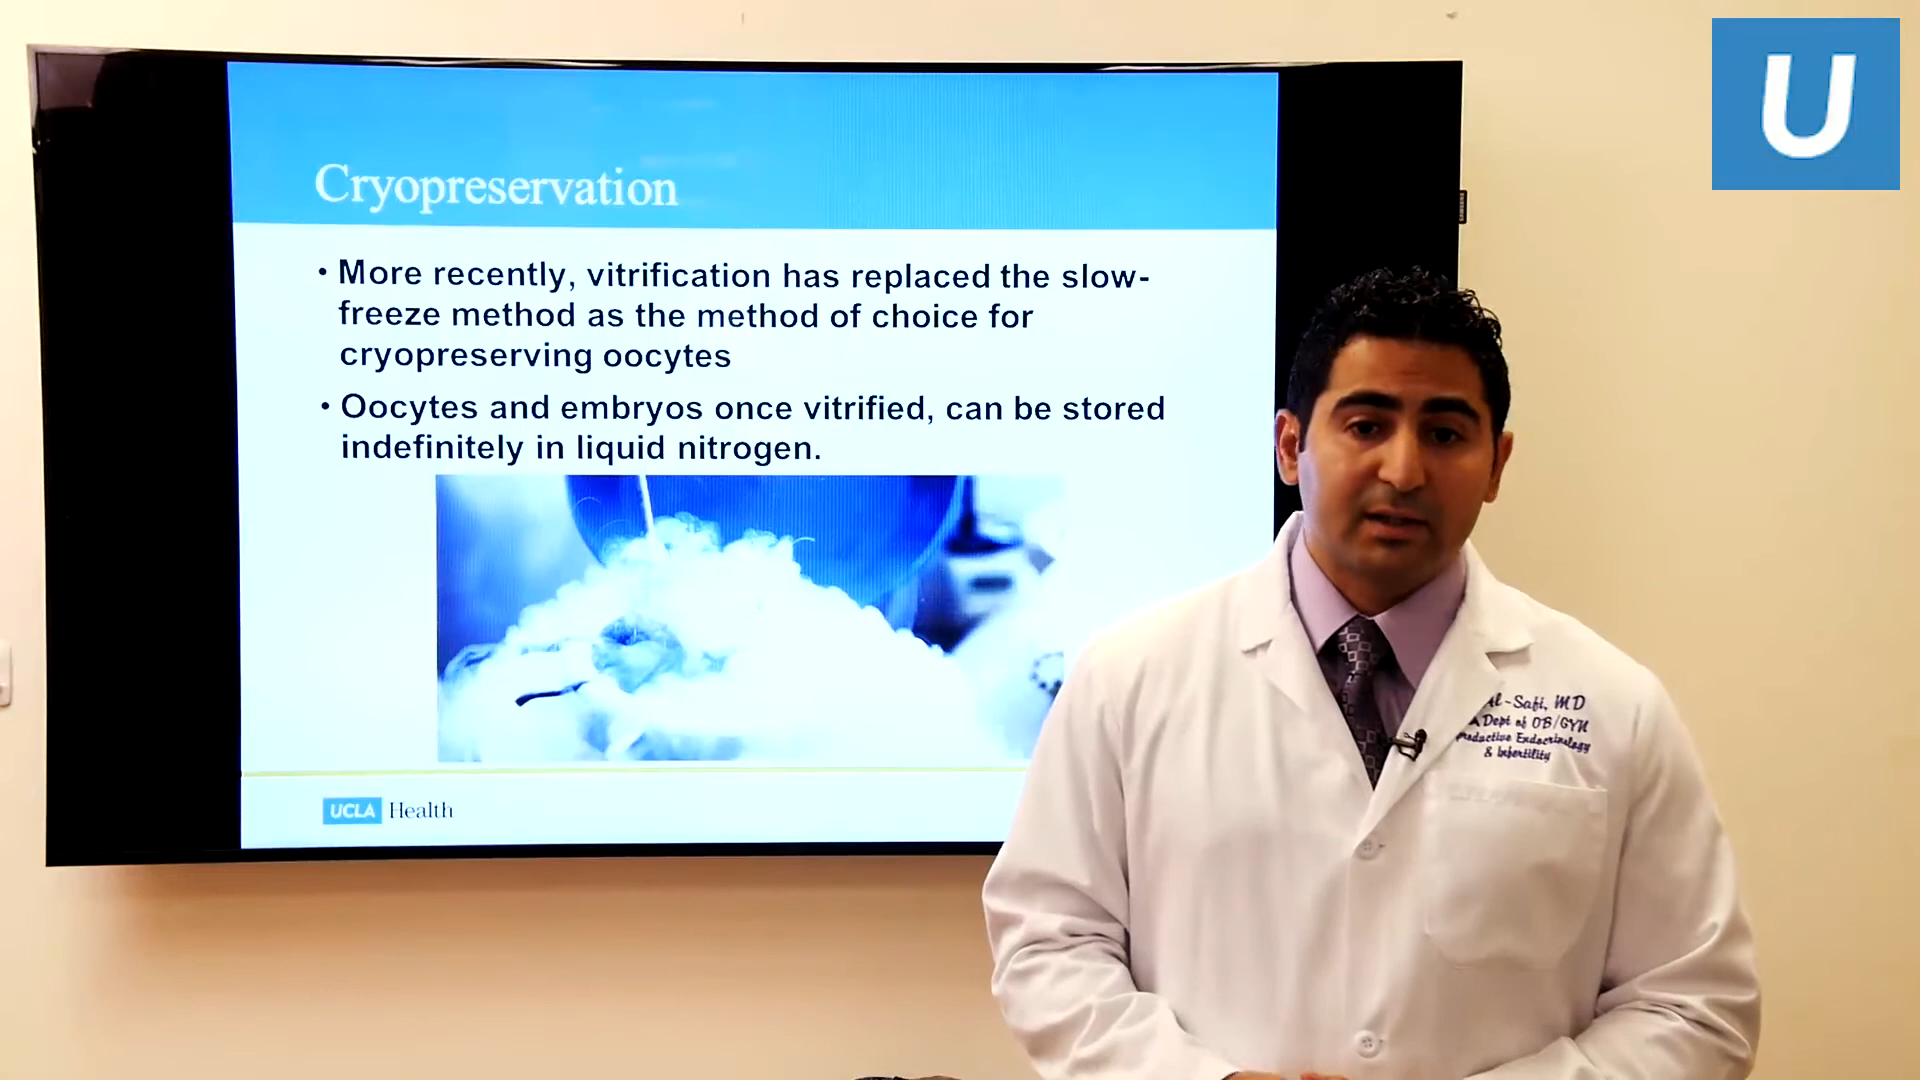 U
Cryopreservation
• More recently, vitrification has replaced the slow-
freeze method as the method of choice for
cryopreserving oocytes
• Oocytes and embryos once vitrified, can be stored
indefinitely in liquid nitrogen.
UCLA Health
Al-Safi, MD
Dept of OB/GYN
Endocrinology
& Infertility